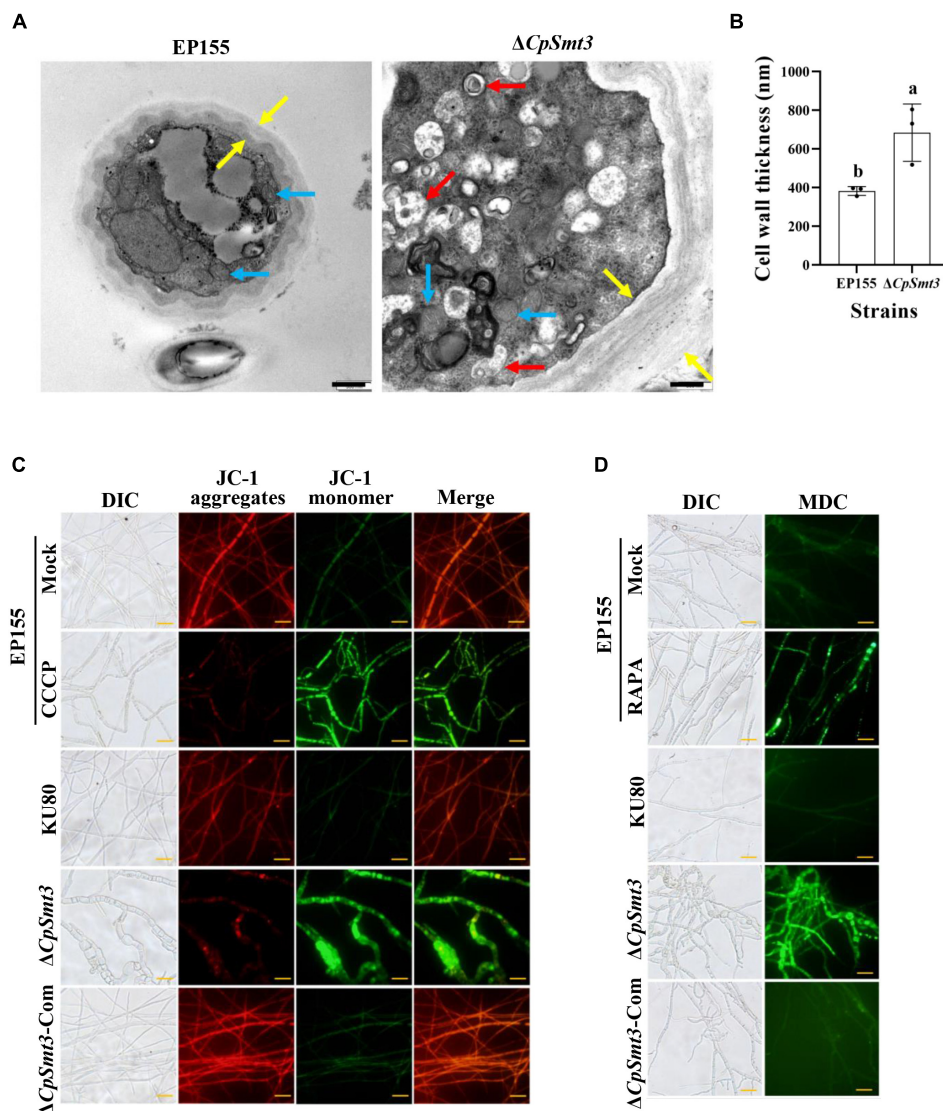 A
EP155
ΔCpSmt3
B
Cell wall thickness (nm)
1000
800
600
400
200
0
b
a
EP155
ΔCpSmt3
Strains
C
DIC
JC-1
aggregates
JC-1
monomer
Merge
EP155
Mock
CCCP
KU80
ΔCpSmt3
ΔCpSmt3-Com
D
DIC
MDC
EP155
Mock
RAPA
KU80
ΔCpSmt3
ΔCpSmt3-Com